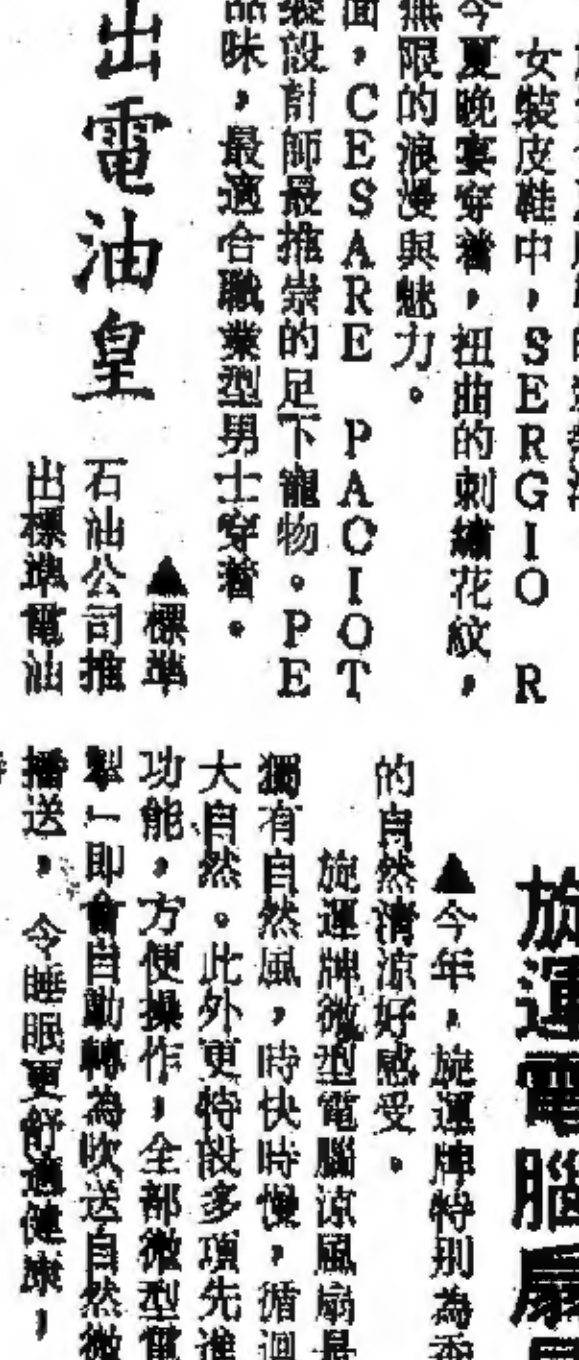 女裝皮鞋中，SERGIO R
今夏晚宴穿着，扭曲的刺繡花紋，
無限的浪漫與魅力。
面，CESARE PACIOT
裝設計師最推崇的足下寵物。PE
品味，最適合職業型男士穿着。
出電油皇
▲標準
石油公司推
出標準電油
旋運電腦扇
▲今年，旋運牌特別為
的自然清涼好感受。
旋運牌微型電腦涼風扇是
獨有自然風，時快時慢，循迴
大自然。此外更特設多項先進
功能，方便操作，全部微型電
掣」即會自動轉為吹送自然微
播送，令睡眠更舒適健康，